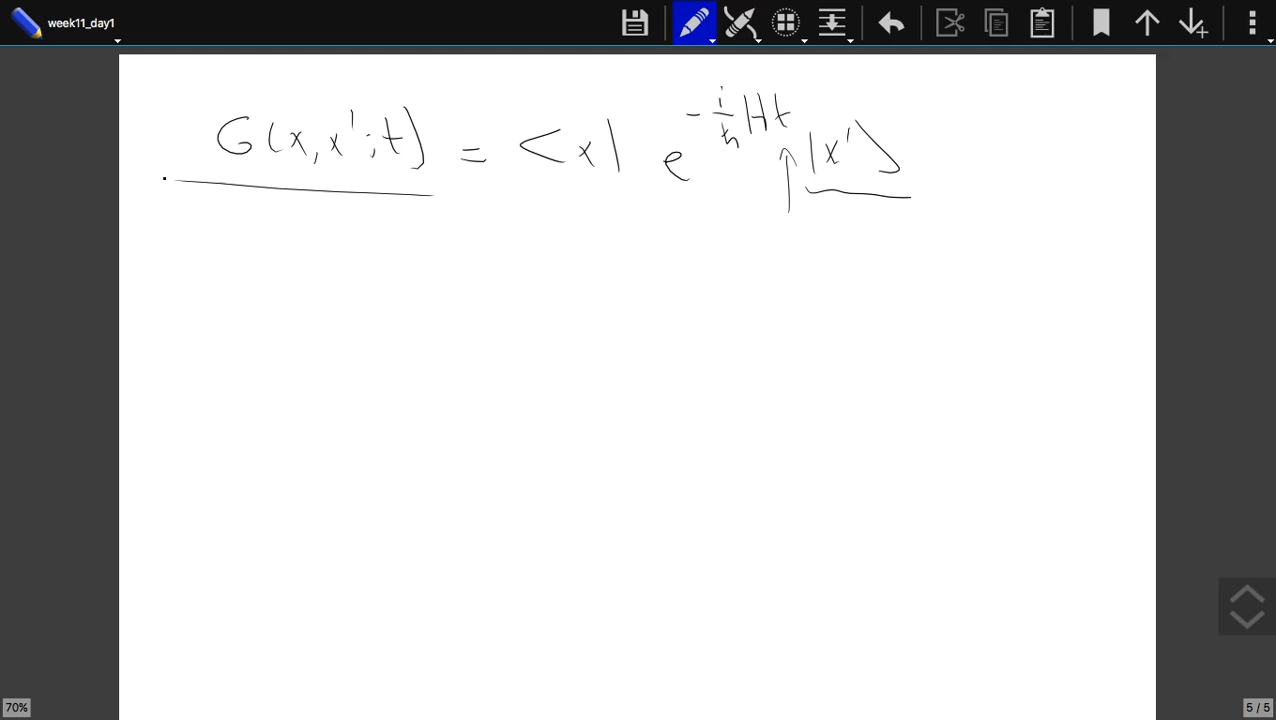 week11_day1
G(x,x';t) = <x| e^{-\frac{i}{\hbar}Ht} |x'>
70%
5 / 5